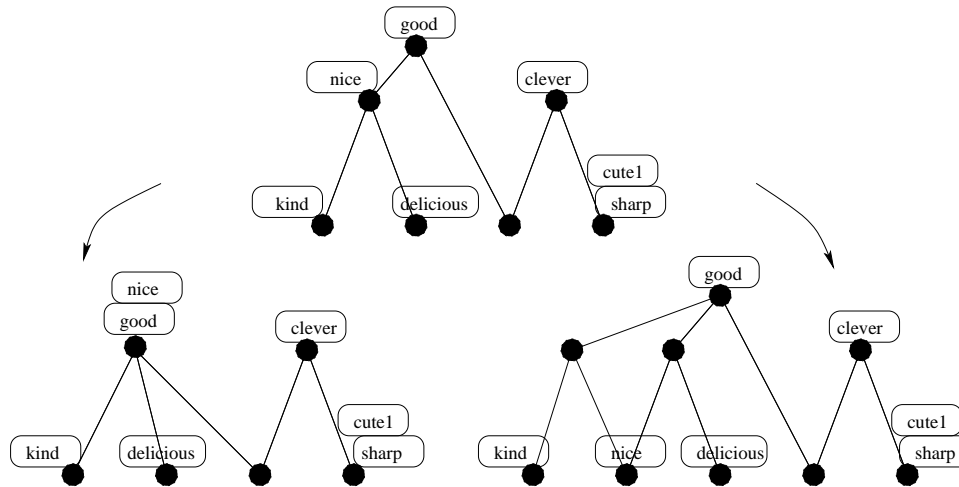 good
nice
clever
cute1
kind
delicious
sharp
nice
good
clever
cute1
kind
delicious
sharp
good
clever
cute1
kind
nice
delicious
sharp